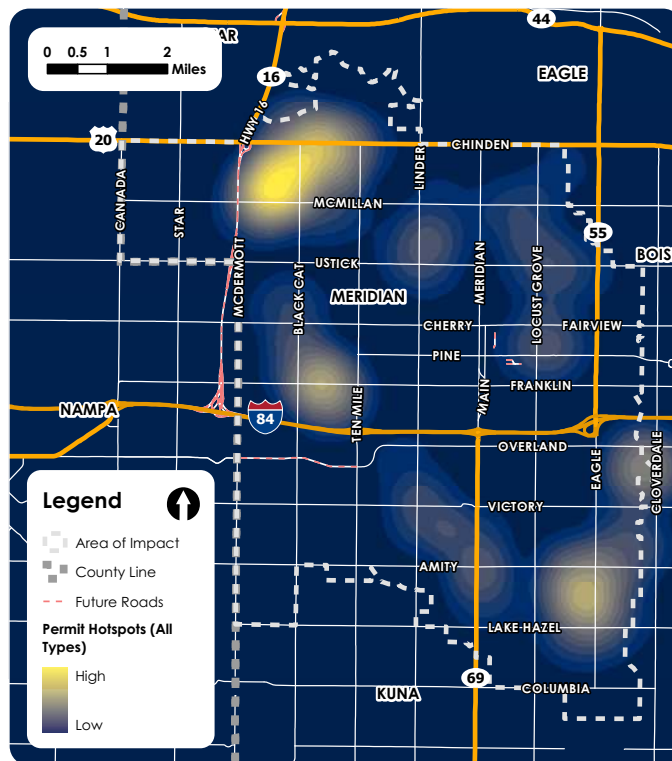 44
AR
0 0.5 1 2
Miles
16
EAGLE
HWY 16
20
CHINDEN
LINDER
CANADA
STAR
MCMILLAN
55
BOIS
MCDERMOTT
USTICK
MERIDIAN
LOCUST GROVE
BLACK CAT
MERIDIAN
CHERRY
FAIRVIEW
PINE
FRANKLIN
NAMPA
84
TEN MILE
MAIN
OVERLAND
EAGLE
CLOVERDALE
Legend
VICTORY
Area of Impact
County Line
AMITY
Future Roads
Permit Hotspots (All
Types)
LAKE HAZEL
High
Low
69
KUNA
COLUMBIA